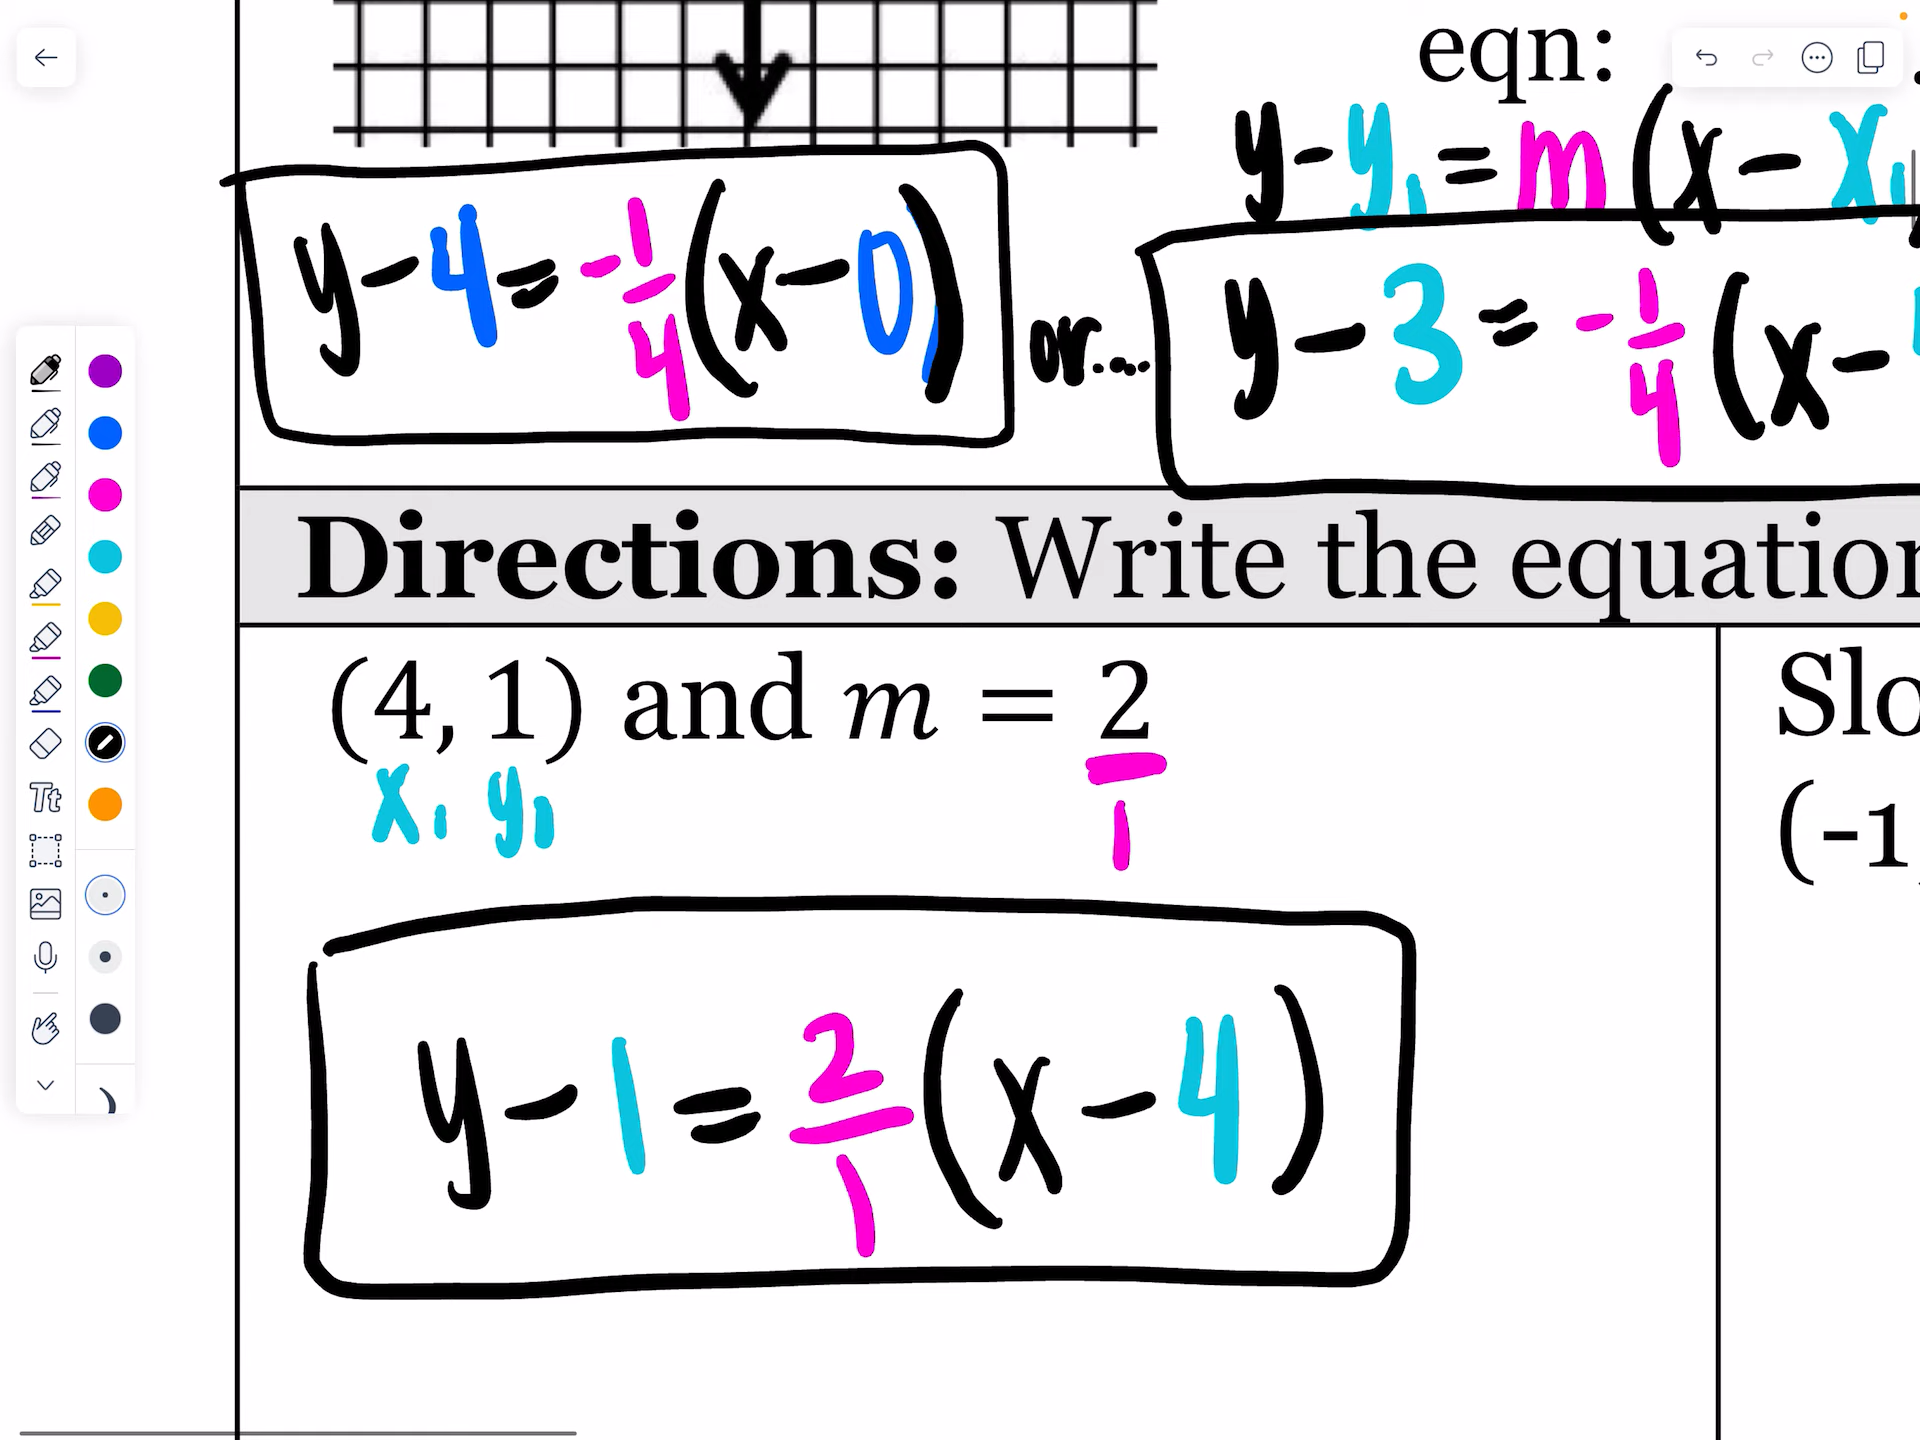 eqn:
y - y₁ = m (x - x₁
y - 4 = -1/4 (x - 0)
or....
y - 3 = -1/4 (x -
Directions: Write the equation
(4, 1) and m = 2
x₁ y₁ 1
Slo
(-1,
y - 1 = 2/1 (x - 4)
Tt